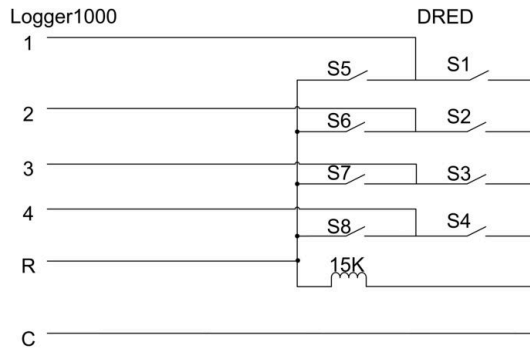 Logger1000 DRED
1
S5 S1
2
S6 S2
3
S7 S3
4
S8 S4
R
15K
C